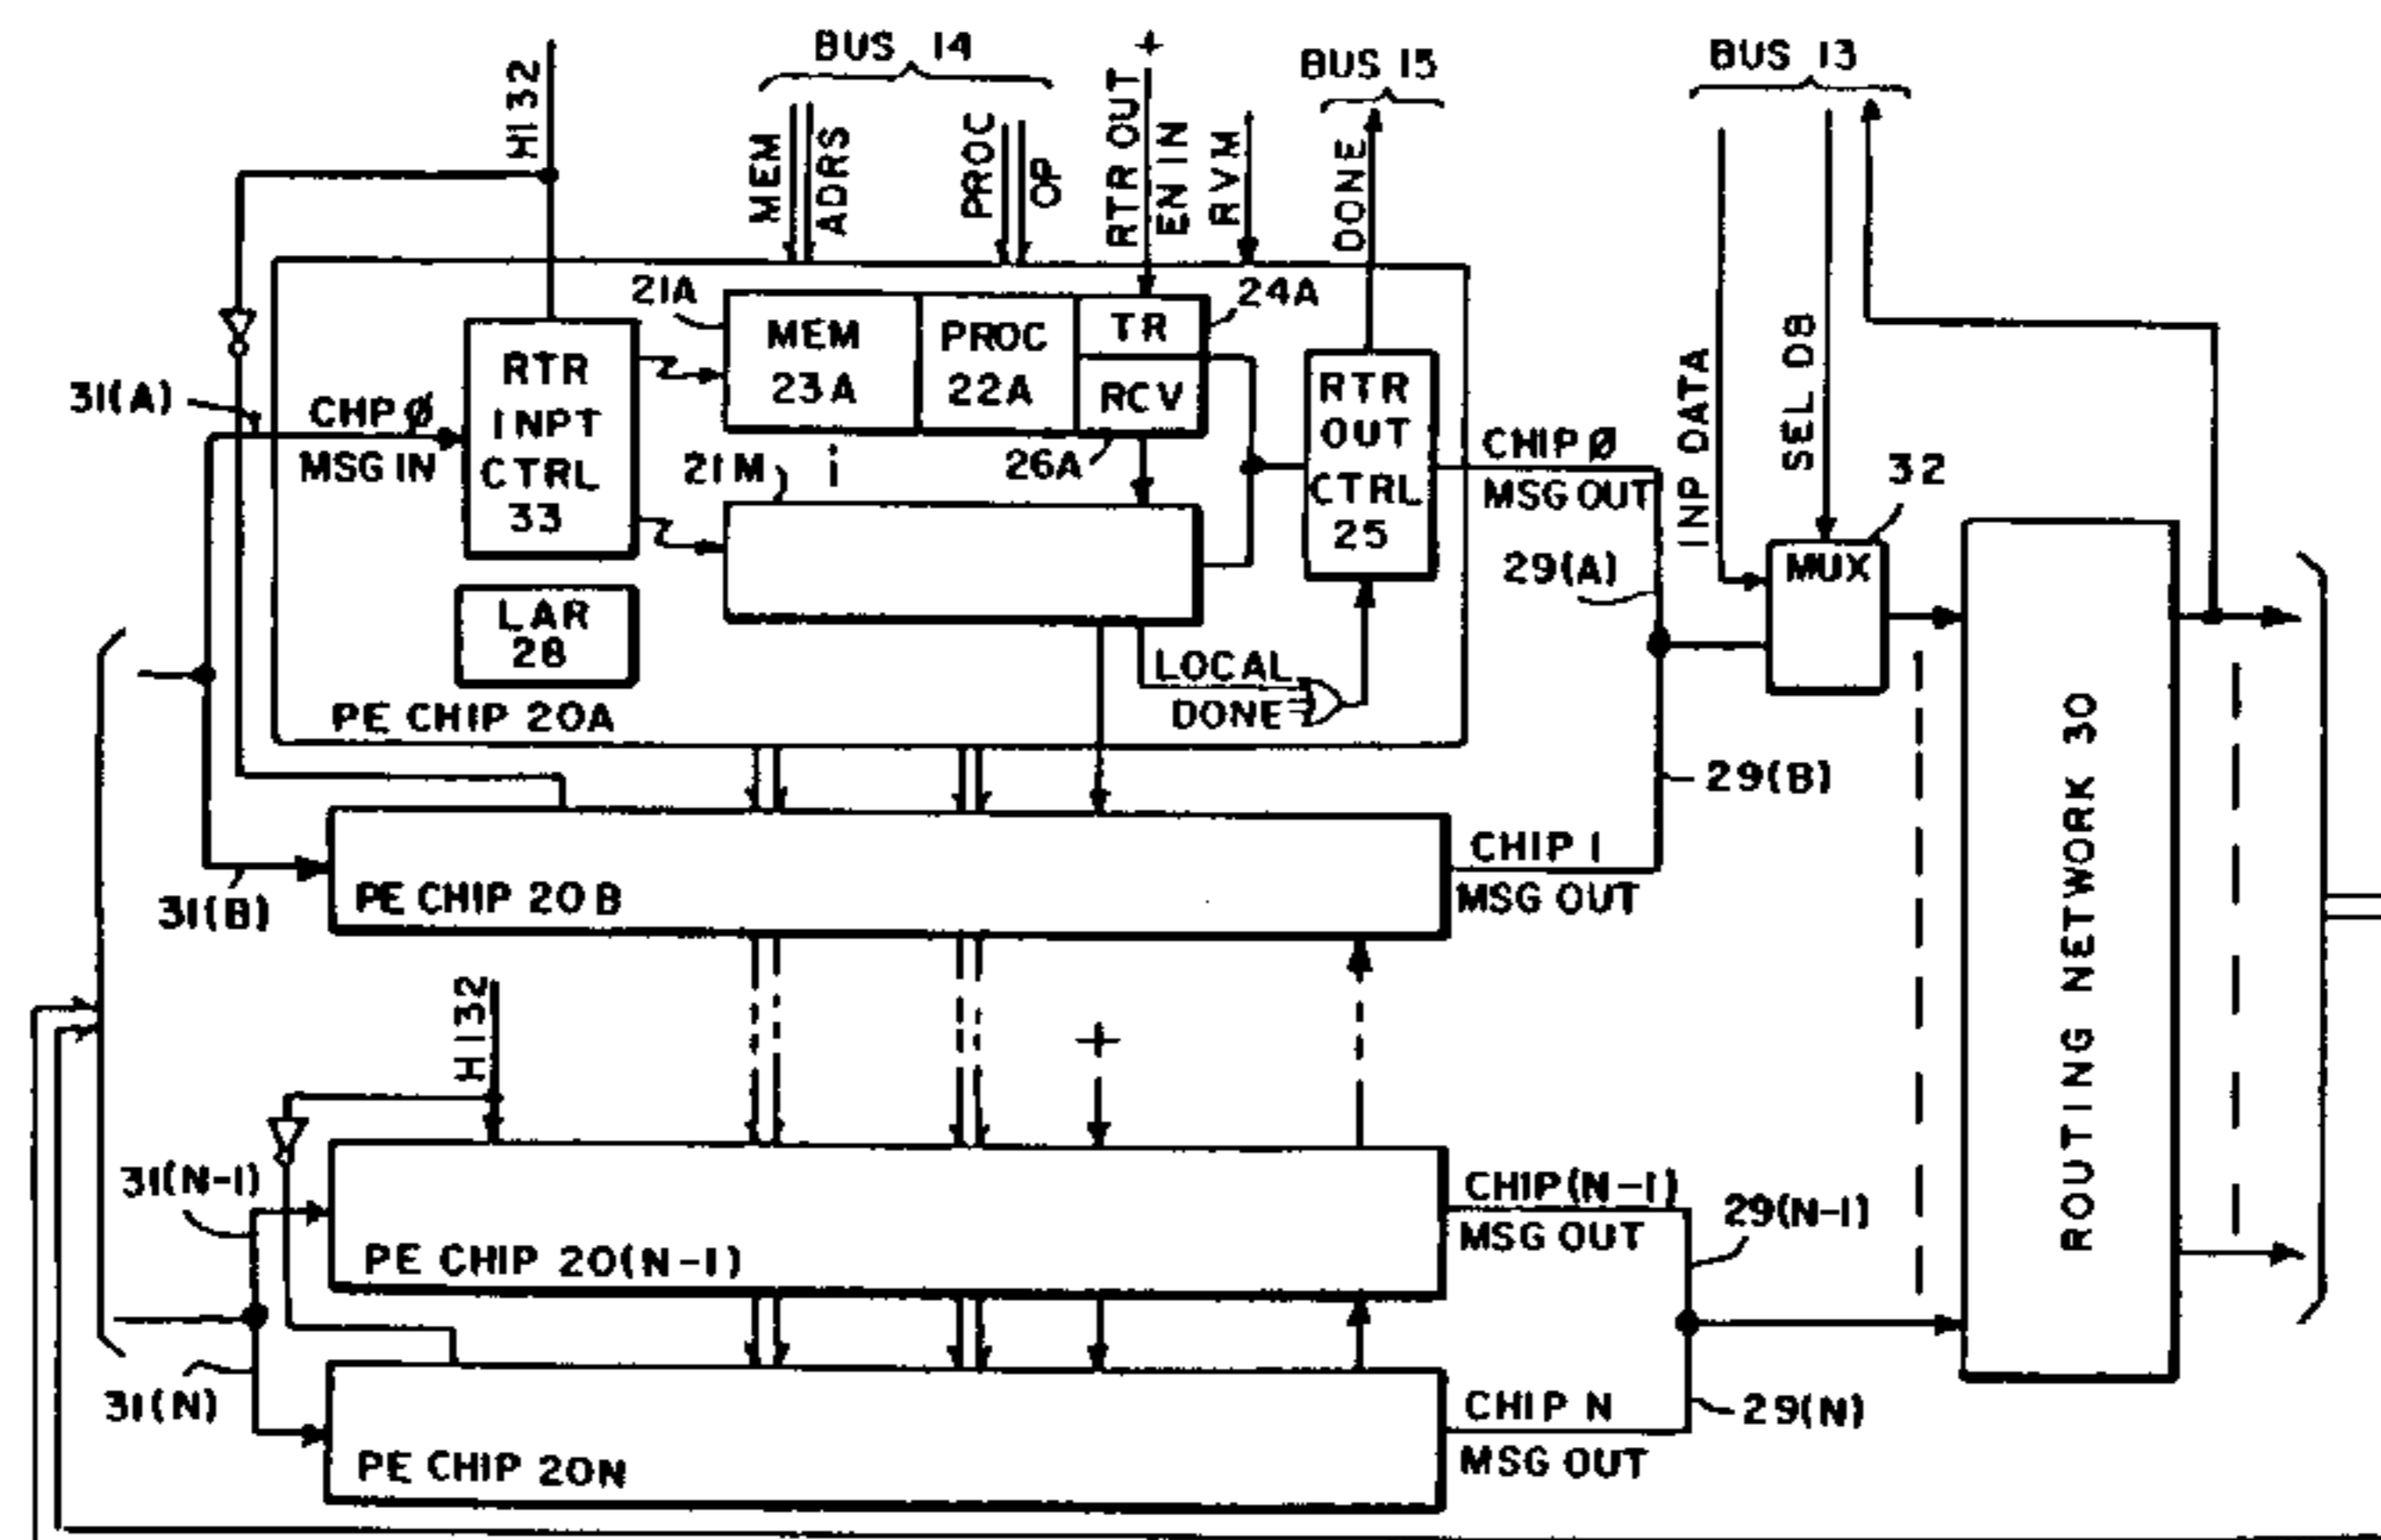 BUS 14
+
BUS 15
BUS 13
H132
MEM
ADRS
PROC
OP
RTR OUT
EN IN
RVM
DONE
INP DATA
SEL DB
21A
24A
MEM
23A
PROC
22A
TR
RCV
RTR
INPT
CTRL
33
RTR
OUT
CTRL
25
31(A)
CHP Ø
MSG IN
21M
i
26A
CHIP Ø
MSG OUT
32
MUX
29(A)
LAR
28
LOCAL
DONE
PE CHIP 20A
29(B)
CHIP 1
MSG OUT
31(B)
PE CHIP 20B
ROUTING NETWORK 30
H132
+
31(N-1)
CHIP(N-1)
MSG OUT
29(N-1)
PE CHIP 20(N-1)
31(N)
CHIP N
MSG OUT
29(N)
PE CHIP 20N